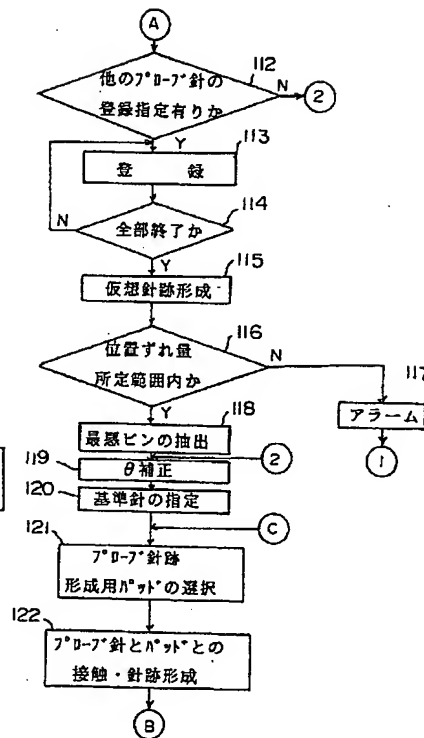 A
112
他のプローブ針の
登録指定有りか
N
2
Y
113
登 録
114
N
全部終了か
Y
115
仮想針跡形成
116
位置ずれ量
所定範囲内か
N
117
Y
アラーム
1
118
最悪ピンの抽出
2
119
θ補正
120
基準針の指定
C
121
プローブ針跡
形成用パッドの選択
122
プローブ針とパッドとの
接触・針跡形成
B